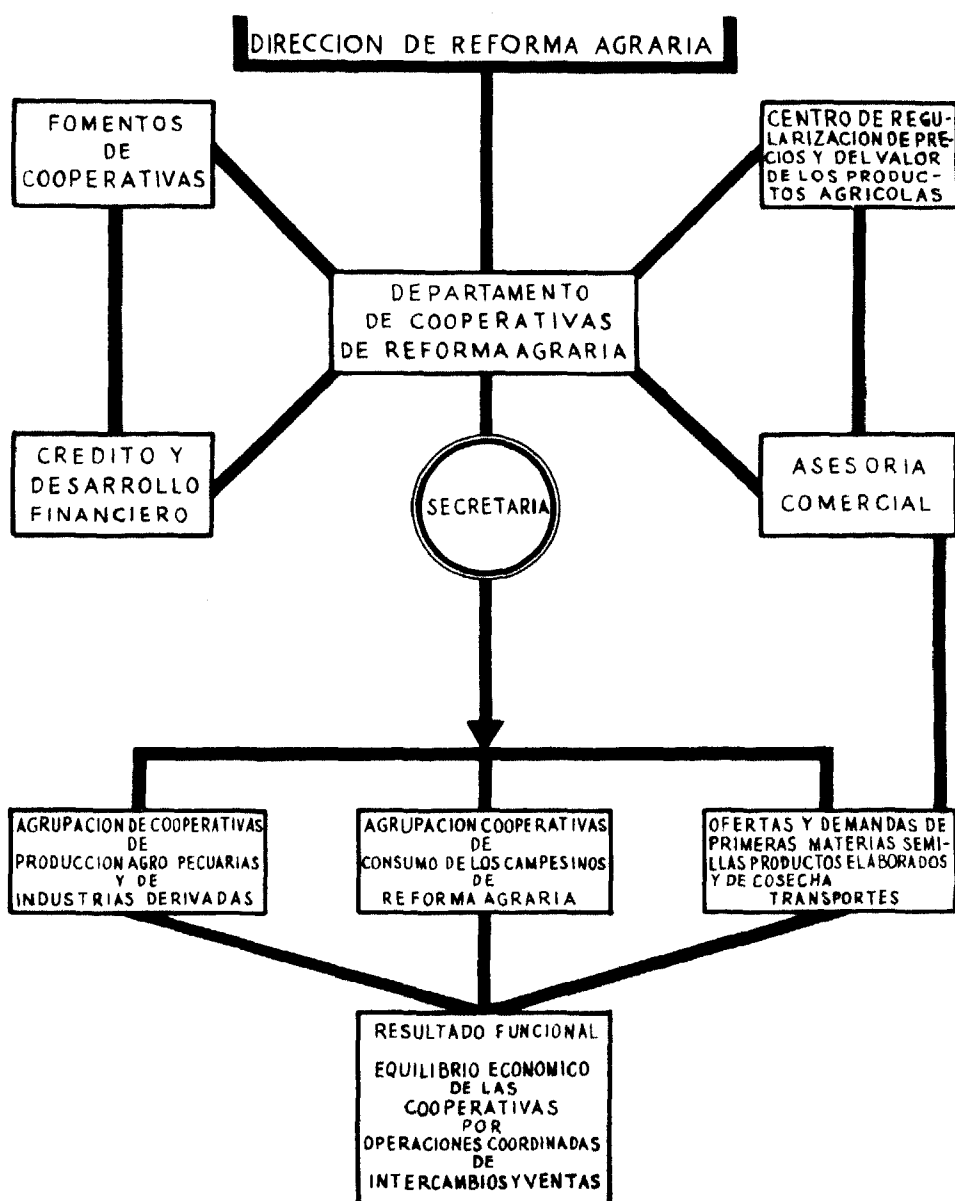 DIRECCION DE REFORMA AGRARIA
FOMENTOS
DE
COOPERATIVAS
CENTRO DE REGU-
LARIZACION DE PRE-
CIOS Y DEL VALOR
DE LOS PRODUC-
TOS AGRICOLAS
DEPARTAMENTO
DE COOPERATIVAS
DE REFORMA AGRARIA
CREDITO Y
DESARROLLO
FINANCIERO
SECRETARIA
ASESORIA
COMERCIAL
AGRUPACION DE COOPERATIVAS
DE
PRODUCCION AGRO PECUARIAS
Y DE
INDUSTRIAS DERIVADAS
AGRUPACION COOPERATIVAS
DE
CONSUMO DE LOS CAMPESINOS
DE
REFORMA AGRARIA
OFERTAS Y DEMANDAS DE
PRIMERAS MATERIAS SEMI-
LLAS PRODUCTOS ELABORADOS
Y DE COSECHA
TRANSPORTES
RESULTADO FUNCIONAL
EQUILIBRIO ECONOMICO
DE LAS
COOPERATIVAS
POR
OPERACIONES COORDINADAS
DE
INTERCAMBIOS Y VENTAS